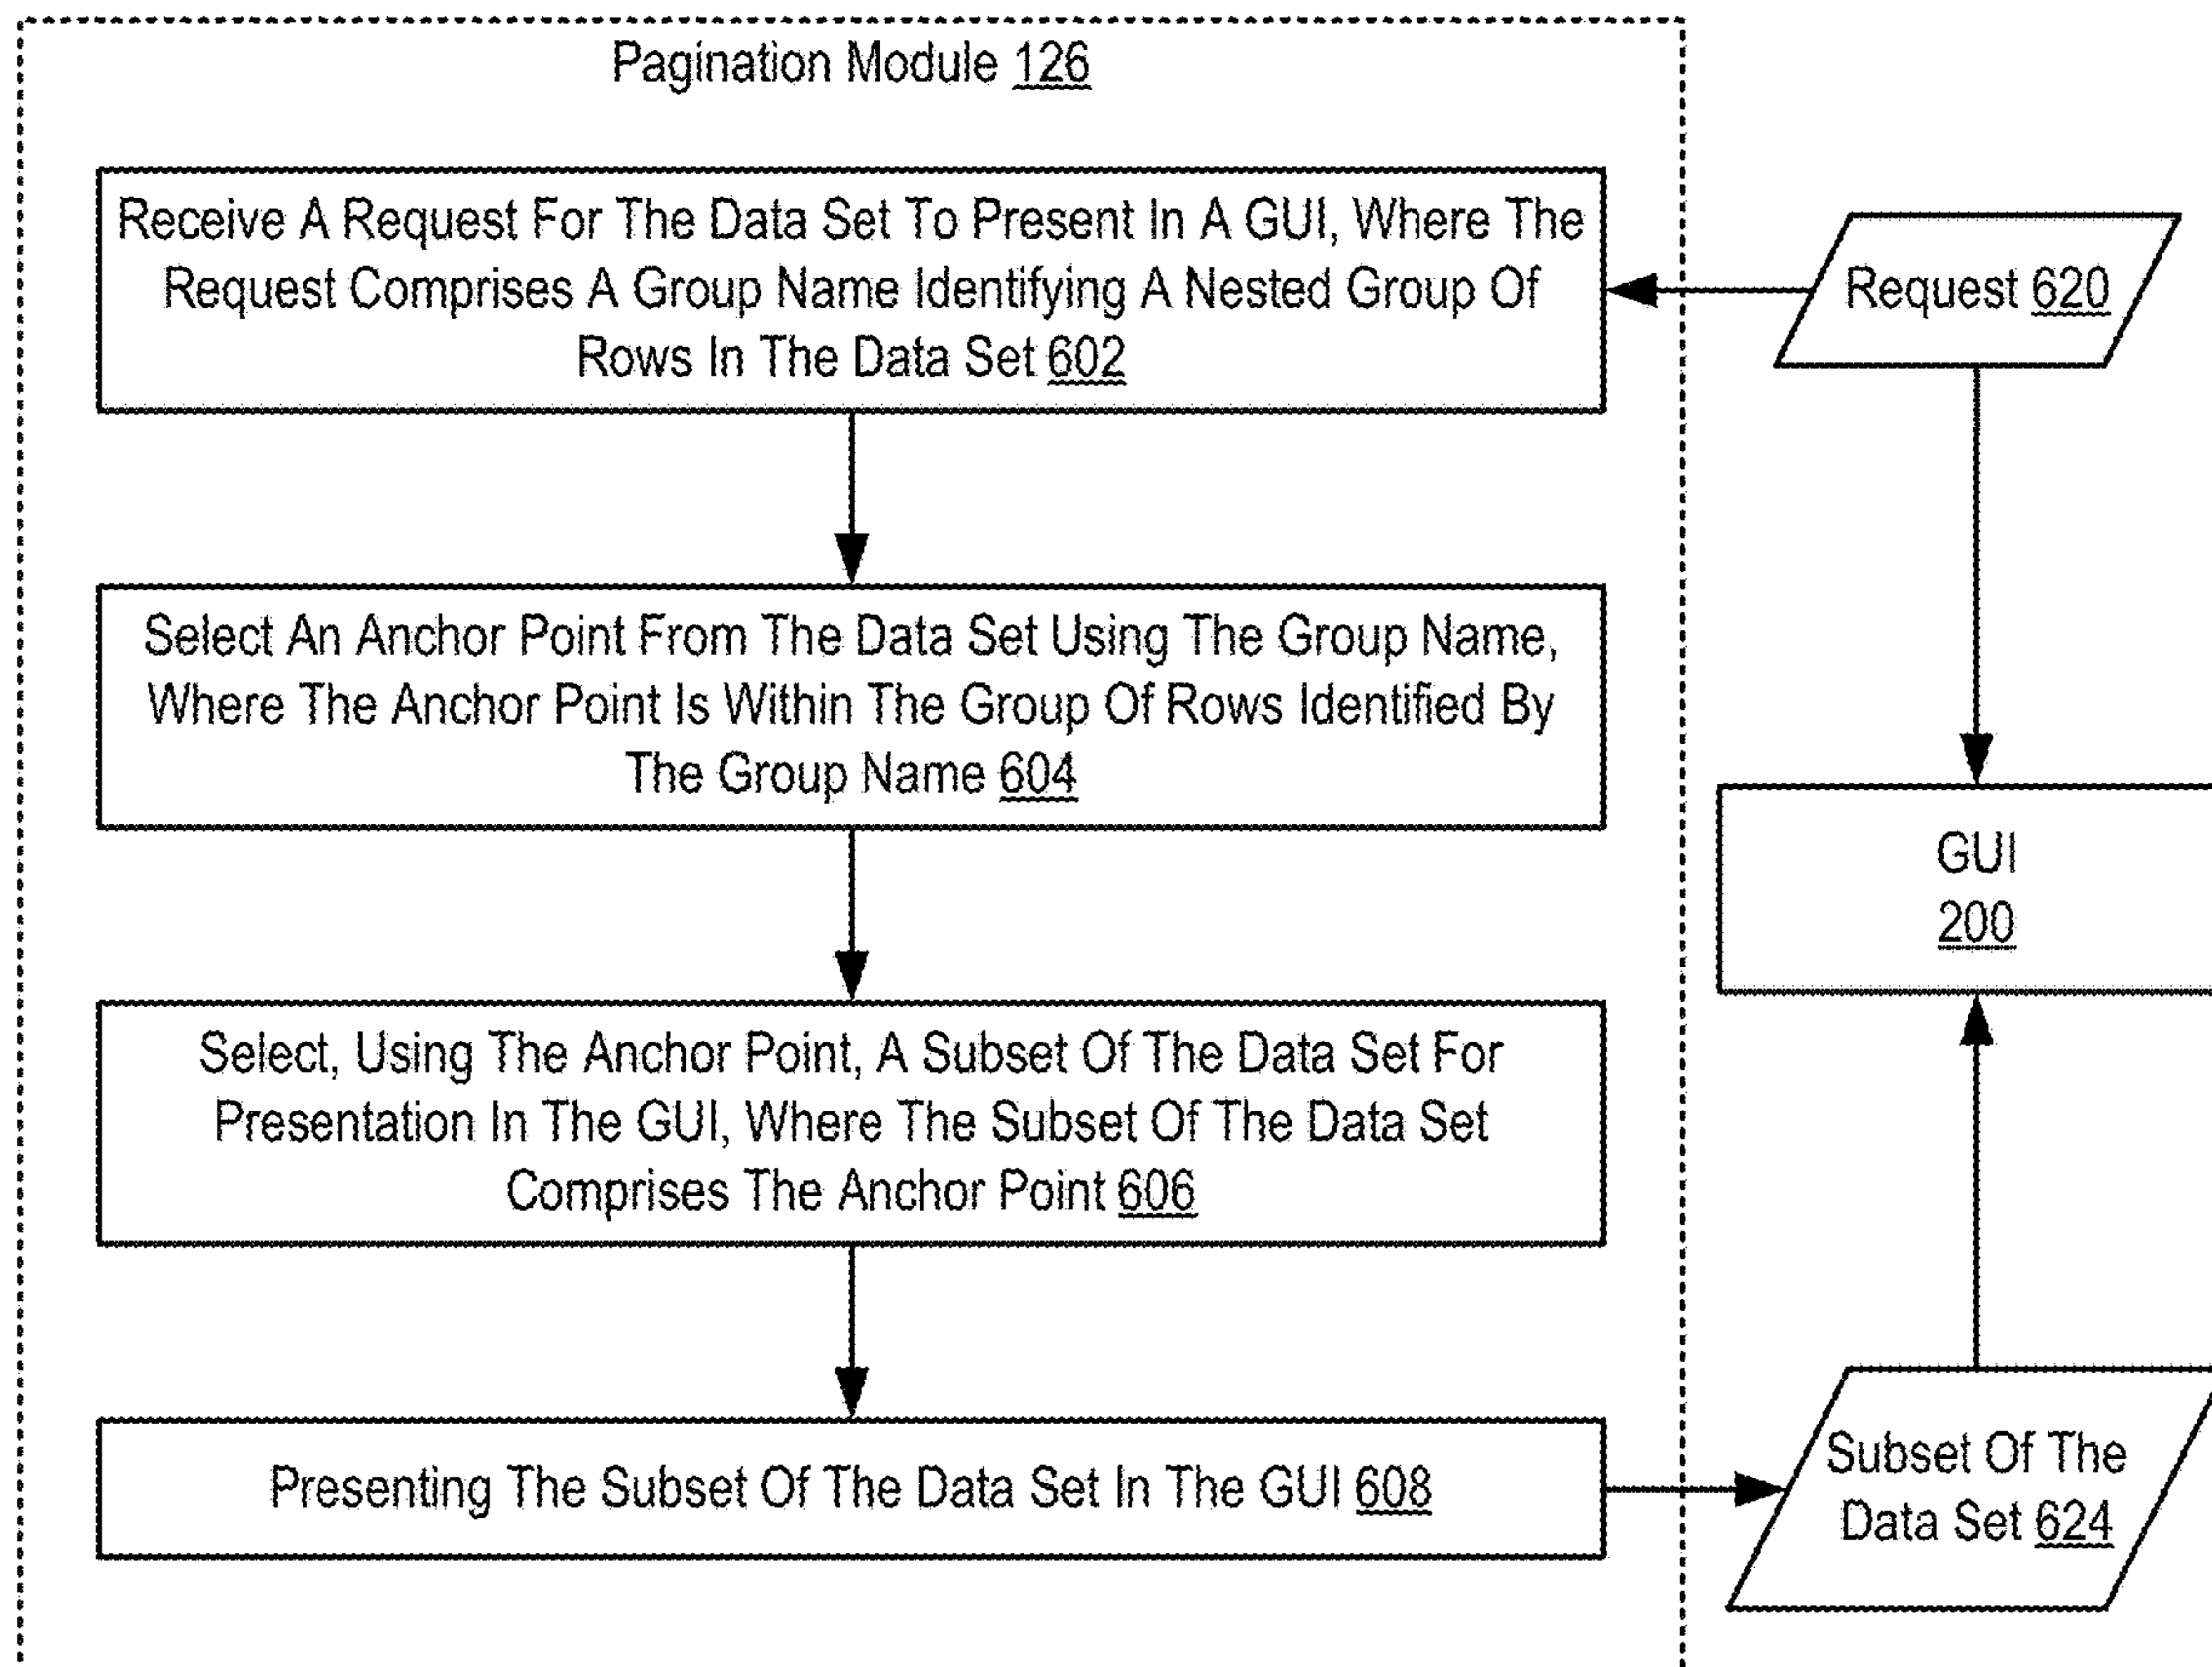 Pagination Module 126
Receive A Request For The Data Set To Present In A GUI, Where The
Request Comprises A Group Name Identifying A Nested Group Of
Rows In The Data Set 602
Request 620
Select An Anchor Point From The Data Set Using The Group Name,
Where The Anchor Point Is Within The Group Of Rows Identified By
The Group Name 604
GUI
200
Select, Using The Anchor Point, A Subset Of The Data Set For
Presentation In The GUI, Where The Subset Of The Data Set
Comprises The Anchor Point 606
Presenting The Subset Of The Data Set In The GUI 608
Subset Of The
Data Set 624